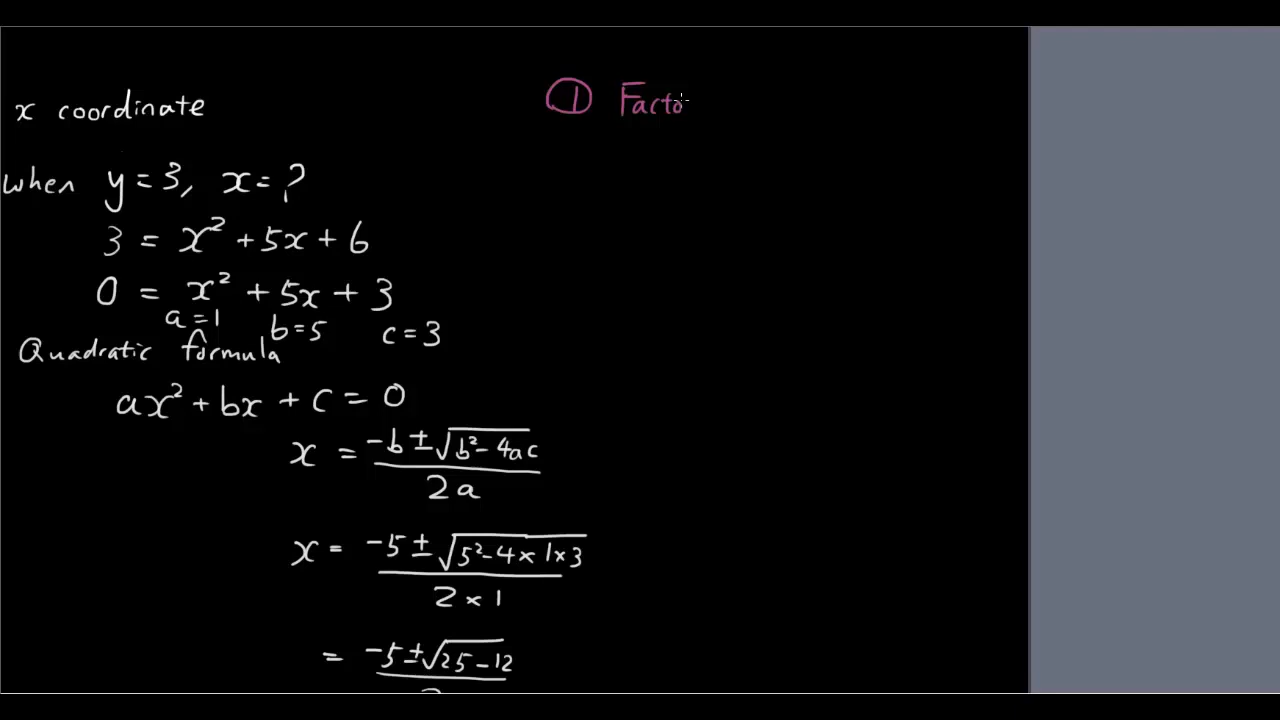 x coordinate
① Facto
When y = 3, x = ?
3 = x² + 5x + 6
0 = x² + 5x + 3
a = 1 b = 5 c = 3
Quadratic formula
ax² + bx + c = 0
x = (-b ± √(b² - 4ac)) / 2a
x = (-5 ± √(5² - 4 × 1 × 3)) / 2 × 1
= -5 ± √(25 - 12)